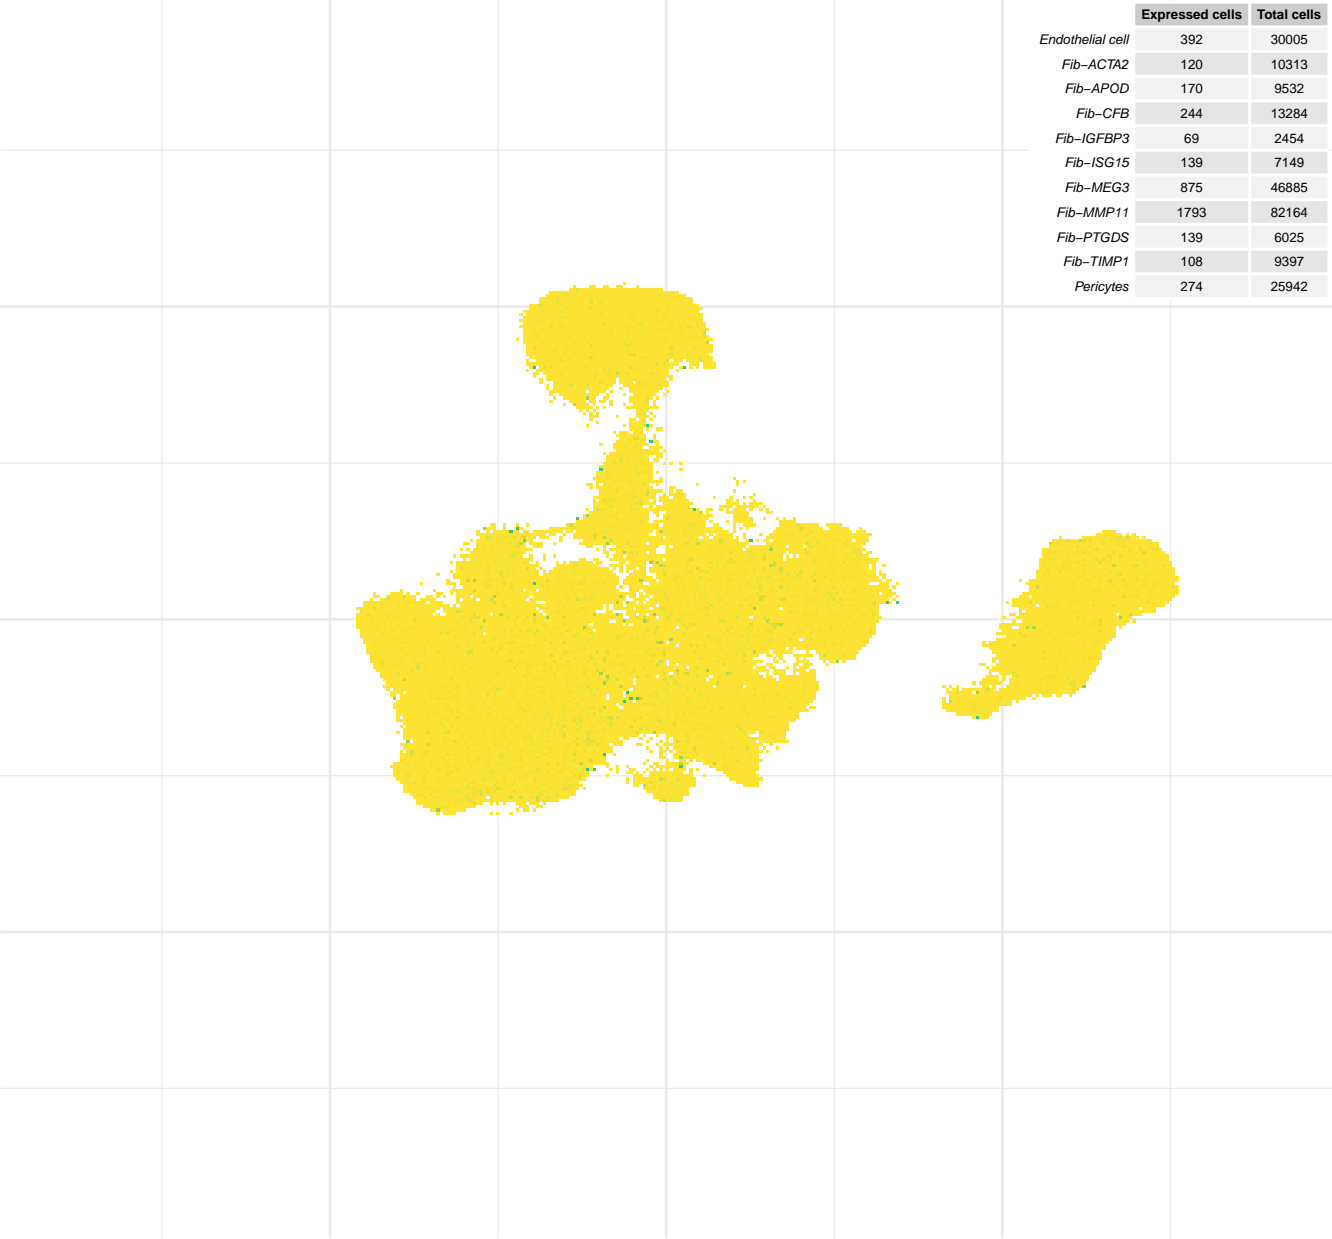 Expressed cells Total cells
Endothelial cell 392 30005
Fib−ACTA2 120 10313
Fib−APOD 170 9532
Fib−CFB 244 13284
Fib−IGFBP3 69 2454
Fib−ISG15 139 7149
Fib−MEG3 875 46885
Fib−MMP11 1793 82164
Fib−PTGDS 139 6025
Fib−TIMP1 108 9397
Pericytes 274 25942